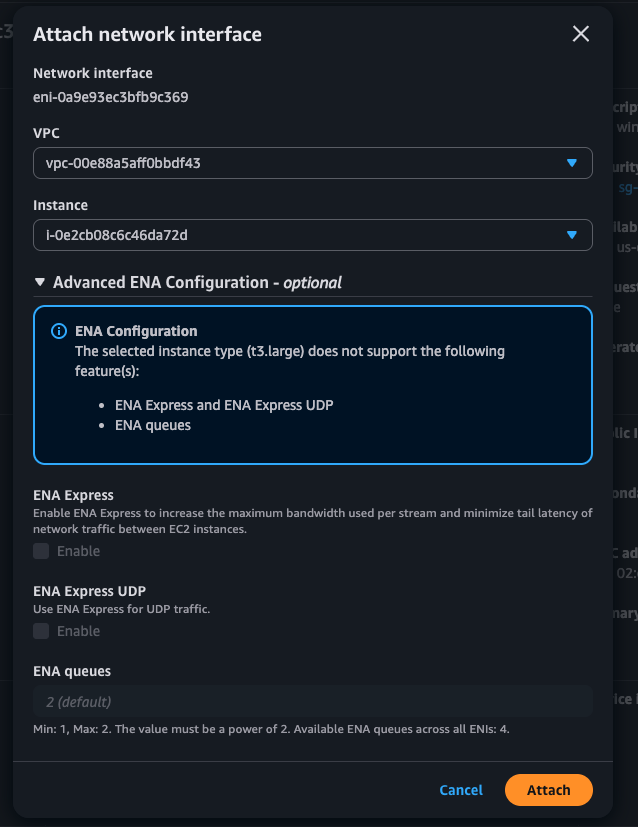 Attach network interface
Network interface
eni-0a9e93ec3bfb9c369
VPC
vpc-00e88a5aff0bbdf43
Instance
i-0e2cb08c6c46da72d
Advanced ENA Configuration - optional
ENA Configuration
The selected instance type (t3.large) does not support the following
feature(s):
• ENA Express and ENA Express UDP
• ENA queues
ENA Express
Enable ENA Express to increase the maximum bandwidth used per stream and minimize tail latency of
network traffic between EC2 instances.
Enable
ENA Express UDP
Use ENA Express for UDP traffic.
Enable
ENA queues
2 (default)
Min: 1, Max: 2. The value must be a power of 2. Available ENA queues across all ENIs: 4.
Cancel
Attach